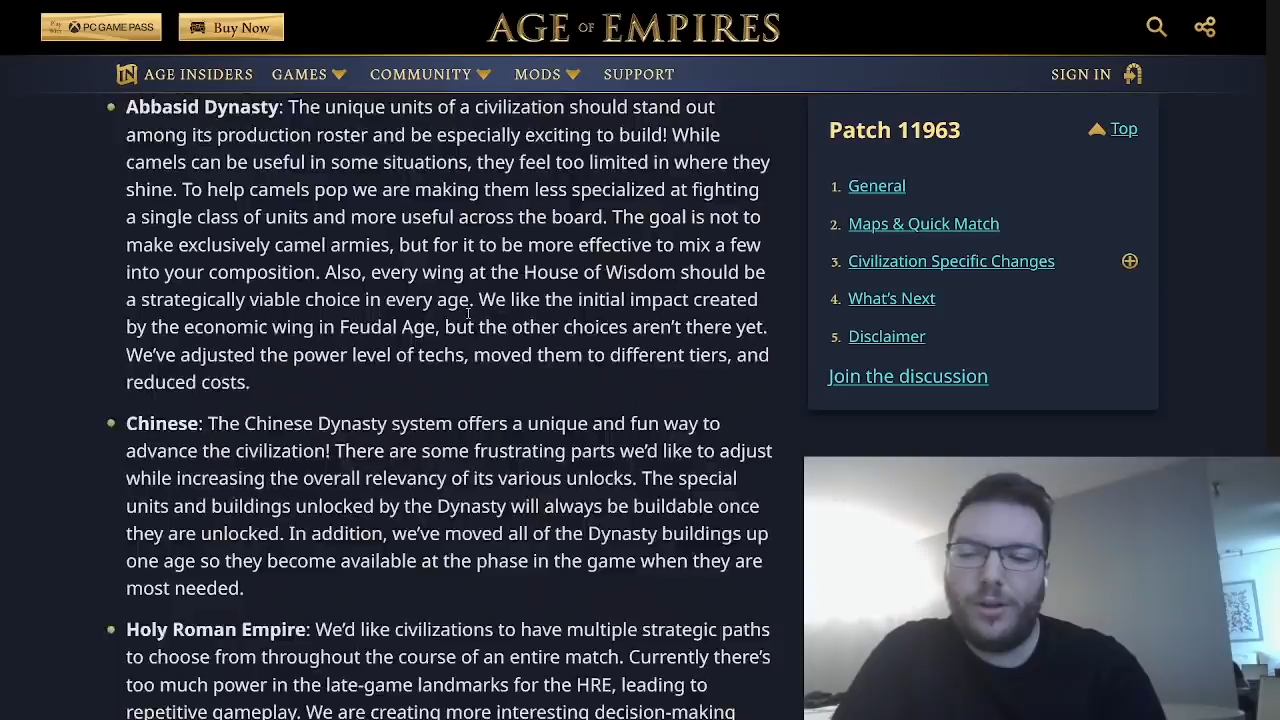 PC GAME PASS
Buy Now
AGE OF EMPIRES
AGE INSIDERS
GAMES
COMMUNITY
MODS
SUPPORT
SIGN IN
Abbasid Dynasty: The unique units of a civilization should stand out
among its production roster and be especially exciting to build! While
camels can be useful in some situations, they feel too limited in where they
shine. To help camels pop we are making them less specialized at fighting
a single class of units and more useful across the board. The goal is not to
make exclusively camel armies, but for it to be more effective to mix a few
into your composition. Also, every wing at the House of Wisdom should be
a strategically viable choice in every age. We like the initial impact created
by the economic wing in Feudal Age, but the other choices aren't there yet.
We've adjusted the power level of techs, moved them to different tiers, and
reduced costs.
Chinese: The Chinese Dynasty system offers a unique and fun way to
advance the civilization! There are some frustrating parts we'd like to adjust
while increasing the overall relevancy of its various unlocks. The special
units and buildings unlocked by the Dynasty will always be buildable once
they are unlocked. In addition, we've moved all of the Dynasty buildings up
one age so they become available at the phase in the game when they are
most needed.
Holy Roman Empire: We'd like civilizations to have multiple strategic paths
to choose from throughout the course of an entire match. Currently there's
too much power in the late-game landmarks for the HRE, leading to
repetitive gameplay. We are creating more interesting decision-making
Patch 11963
Top
1. General
2. Maps & Quick Match
3. Civilization Specific Changes
4. What's Next
5. Disclaimer
Join the discussion